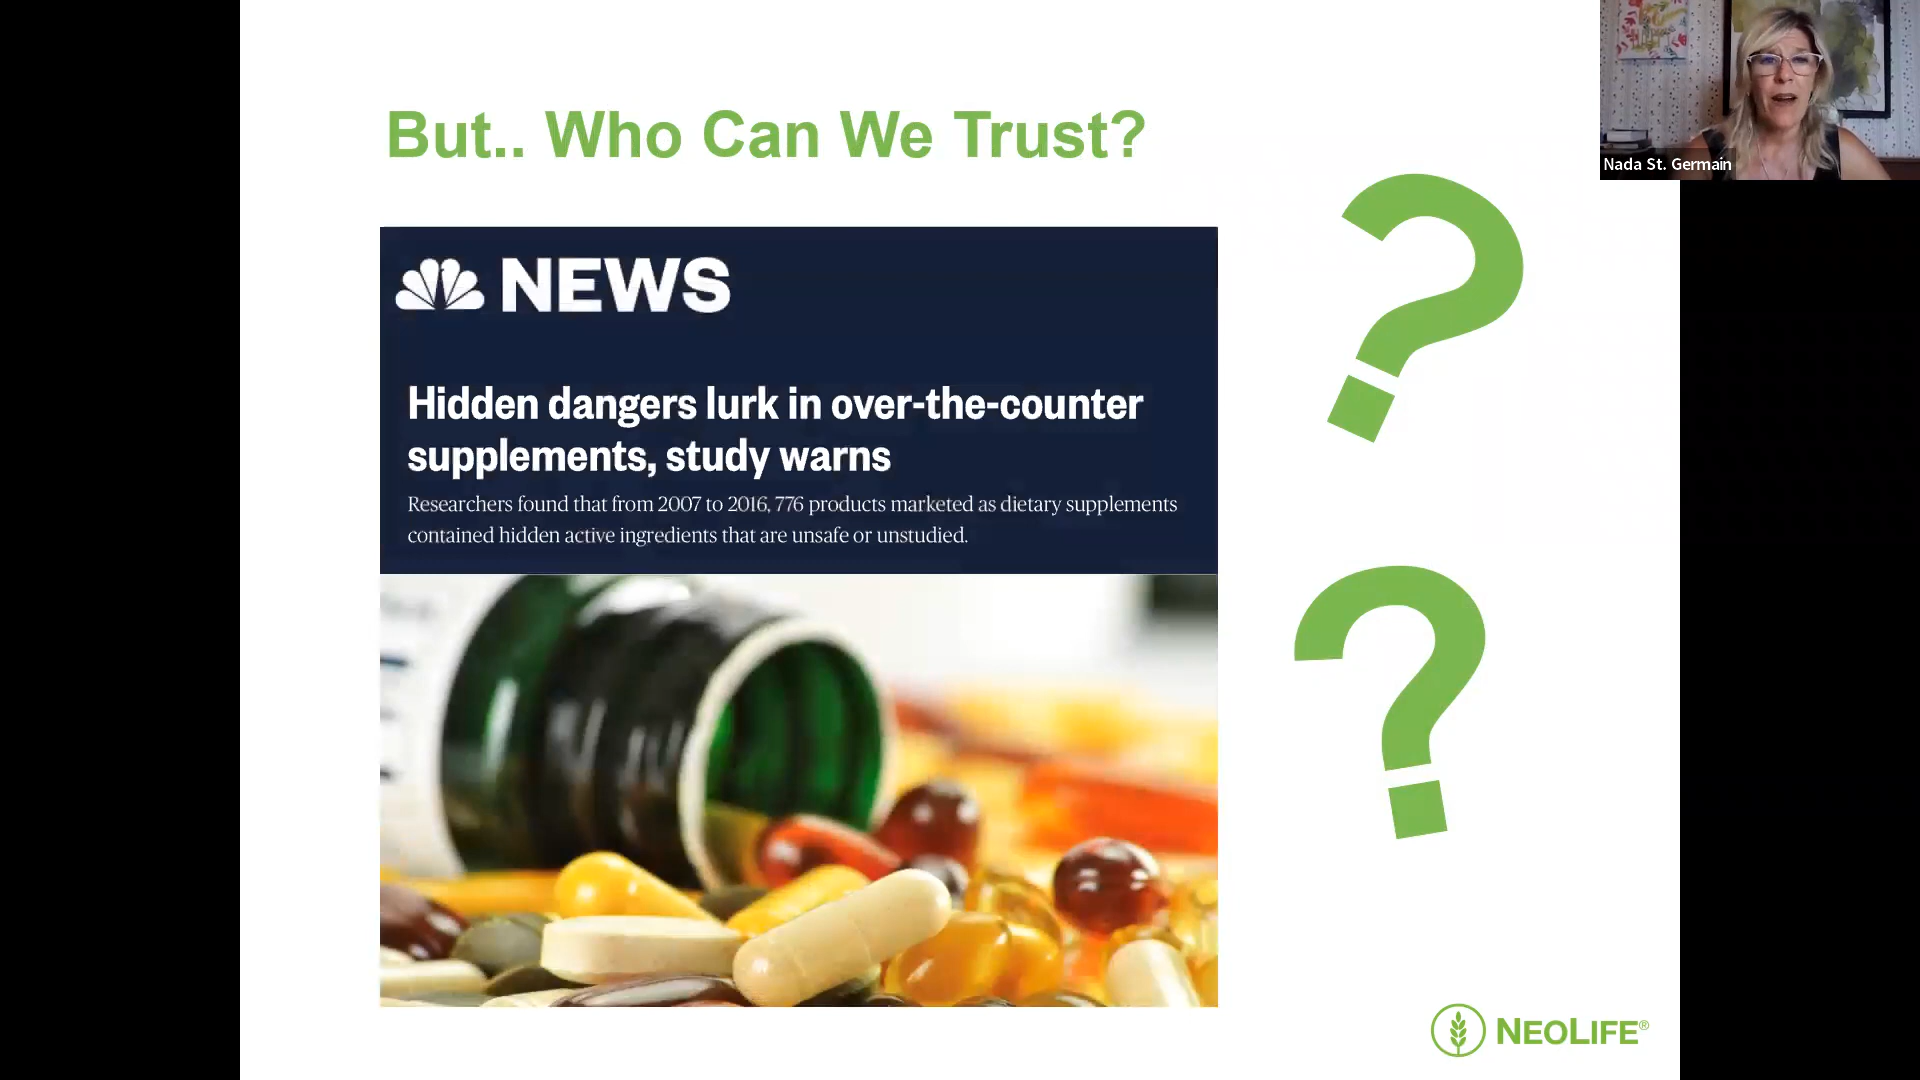 But.. Who Can We Trust?
Nada St. Germain
NEWS
Hidden dangers lurk in over-the-counter
supplements, study warns
Researchers found that from 2007 to 2016, 776 products marketed as dietary supplements
contained hidden active ingredients that are unsafe or unstudied.
?
?
NEOLIFE®